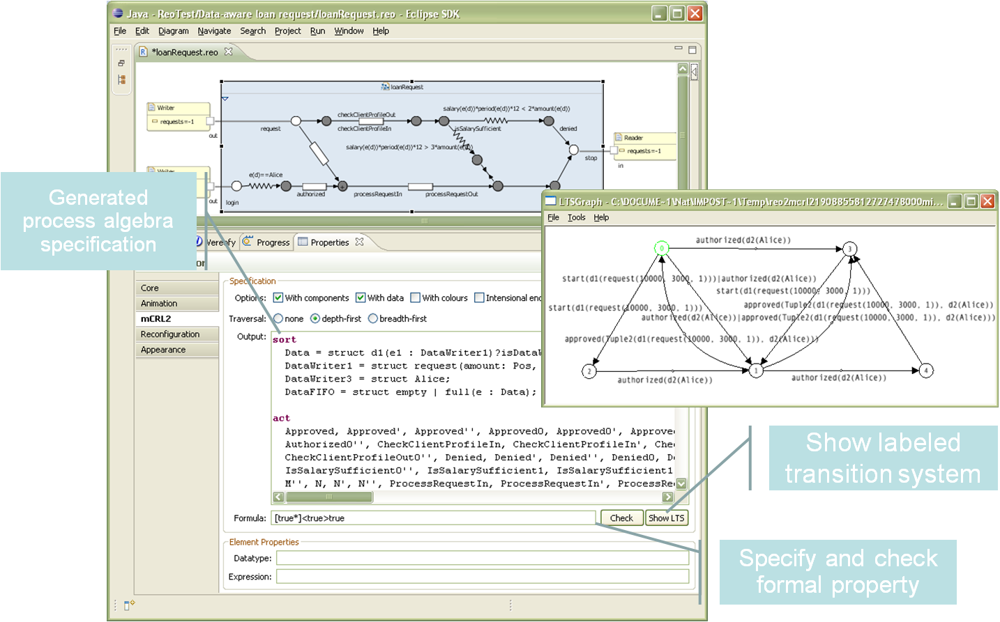 Java - ReoTest/Data-aware loan request/loanRequest.reo - Eclipse SDK
File Edit Diagram Navigate Search Project Run Window Help
*loanRequest.reo
loanRequest
Writer
requests=-1
out
request
checkClientProfileOut
checkClientProfileIn
salary(e(d))*period(e(d))*12 < 2*amount(e(d))
isSalarySufficient
denied
salary(e(d))*period(e(d))*12 > 3*amount(e(d))
stop
Reader
requests=-1
in
Writer
out
e(d)==Alice
login
authorized
processRequestIn
processRequestOut
Generated
process algebra
specification
Progress
Properties
Core
Animation
mCRL2
Reconfiguration
Appearance
Specification
Options: With components With data With colours Intensional
Traversal: none depth-first breadth-first
Output:
sort
Data = struct d1(e1 : DataWriter1)?isDataW
DataWriter1 = struct request(amount: Pos,
DataWriter3 = struct Alice;
DataFIFO = struct empty | full(e : Data);
act
Approved, Approved', Approved'', ApprovedO, ApprovedO', Approve
AuthorizedO'', CheckClientProfileIn, CheckClientProfileIn', Che
CheckClientProfileOutO'', Denied, Denied', Denied'', DeniedO, De
IsSalarySufficientO'', IsSalarySufficient1, IsSalarySufficient1
M'', N, N', N'', ProcessRequestIn, ProcessRequestIn', ProcessRe
Formula: [true*]<true>true
Check
Show LTS
Element Properties
Datatype:
Expression:
LTSGraph - C:\DOCUME~1\Nat\IMPOST~1\Temp\reo2mcrl21908855812727478000mi...
File Tools Help
authorized(d2(Alice))
0
3
start(d1(request(10000, 3000, 1)))|authorized(d2(Alice))
start(d1(request(10000, 3000, 1)))
approved(Tuple2(d1(request(10000, 3000, 1)), d2(Alice)))
start(d1(request(10000, 3000, 1)))
authorized(d2(Alice))|approved(Tuple2(d1(request(10000, 3000, 1)), d2(Alice)))
approved(Tuple2(d1(request(10000, 3000, 1)), d2(Alice)))
2
1
4
authorized(d2(Alice))
authorized(d2(Alice))
Show labeled
transition system
Specify and check
formal property